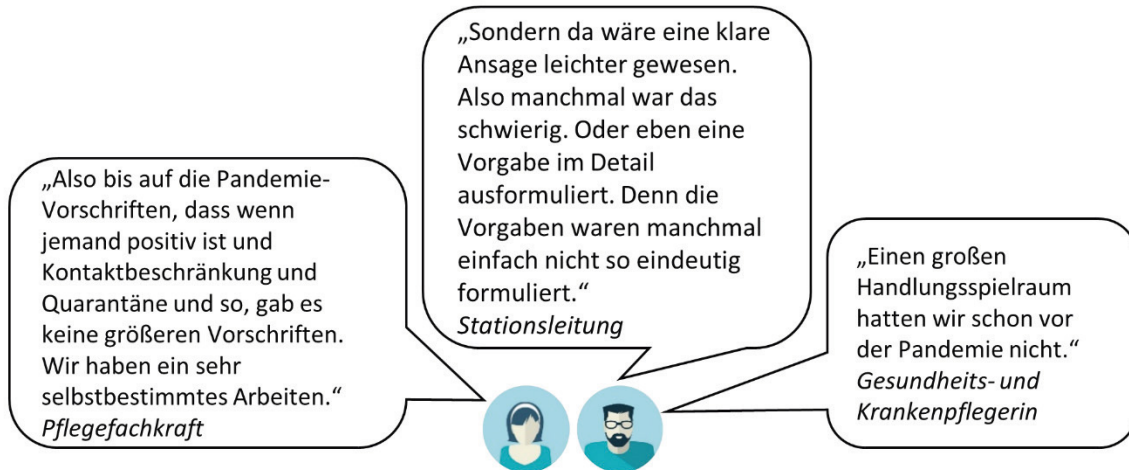 „Also bis auf die Pandemie-
Vorschriften, dass wenn
jemand positiv ist und
Kontaktbeschränkung und
Quarantäne und so, gab es
keine größeren Vorschriften.
Wir haben ein sehr
selbstbestimmtes Arbeiten.“
Pflegefachkraft
„Sondern da wäre eine klare
Ansage leichter gewesen.
Also manchmal war das
schwierig. Oder eben eine
Vorgabe im Detail
ausformuliert. Denn die
Vorgaben waren manchmal
einfach nicht so eindeutig
formuliert.“
Stationsleitung
„Einen großen
Handlungsspielraum
hatten wir schon vor
der Pandemie nicht.“
Gesundheits- und
Krankenpflegerin